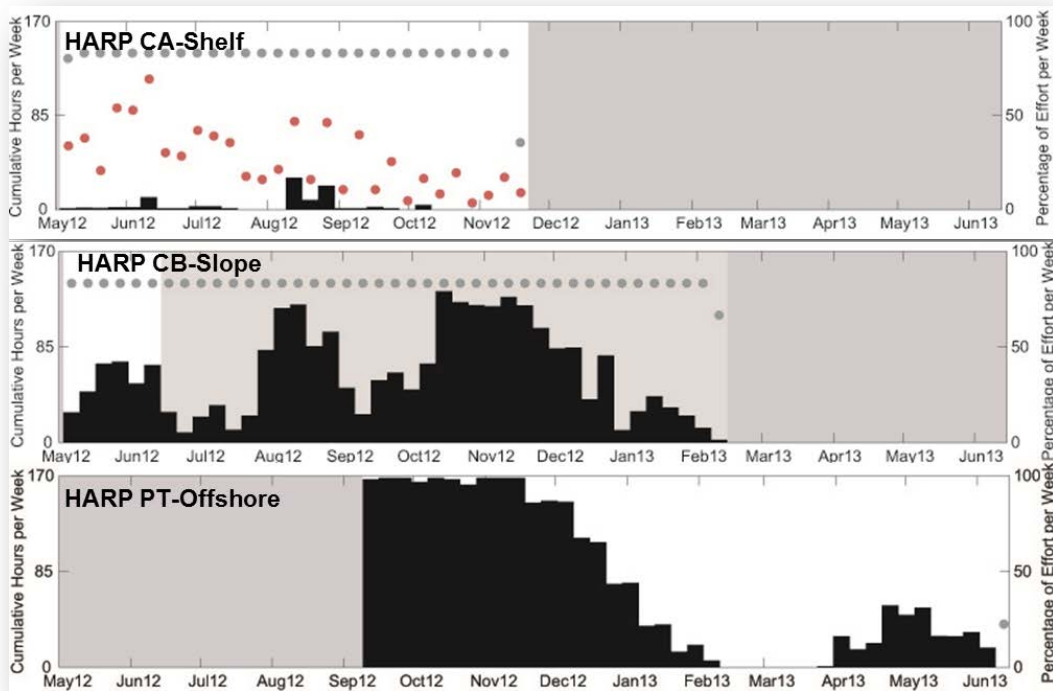 HARP CA-Shelf
Cumulative Hours per Week
170
85
0
Percentage of Effort per Week
100
50
0
May12 Jun12 Jul12 Aug12 Sep12 Oct12 Nov12 Dec12 Jan13 Feb13 Mar13 Apr13 May13 Jun13
HARP CB-Slope
Cumulative Hours per Week
170
85
0
Percentage of Effort per Week
100
50
0
May12 Jun12 Jul12 Aug12 Sep12 Oct12 Nov12 Dec12 Jan13 Feb13 Mar13 Apr13 May13 Jun13
HARP PT-Offshore
Cumulative Hours per Week
170
85
0
Percentage of Effort per Week
100
50
0
May12 Jun12 Jul12 Aug12 Sep12 Oct12 Nov12 Dec12 Jan13 Feb13 Mar13 Apr13 May13 Jun13